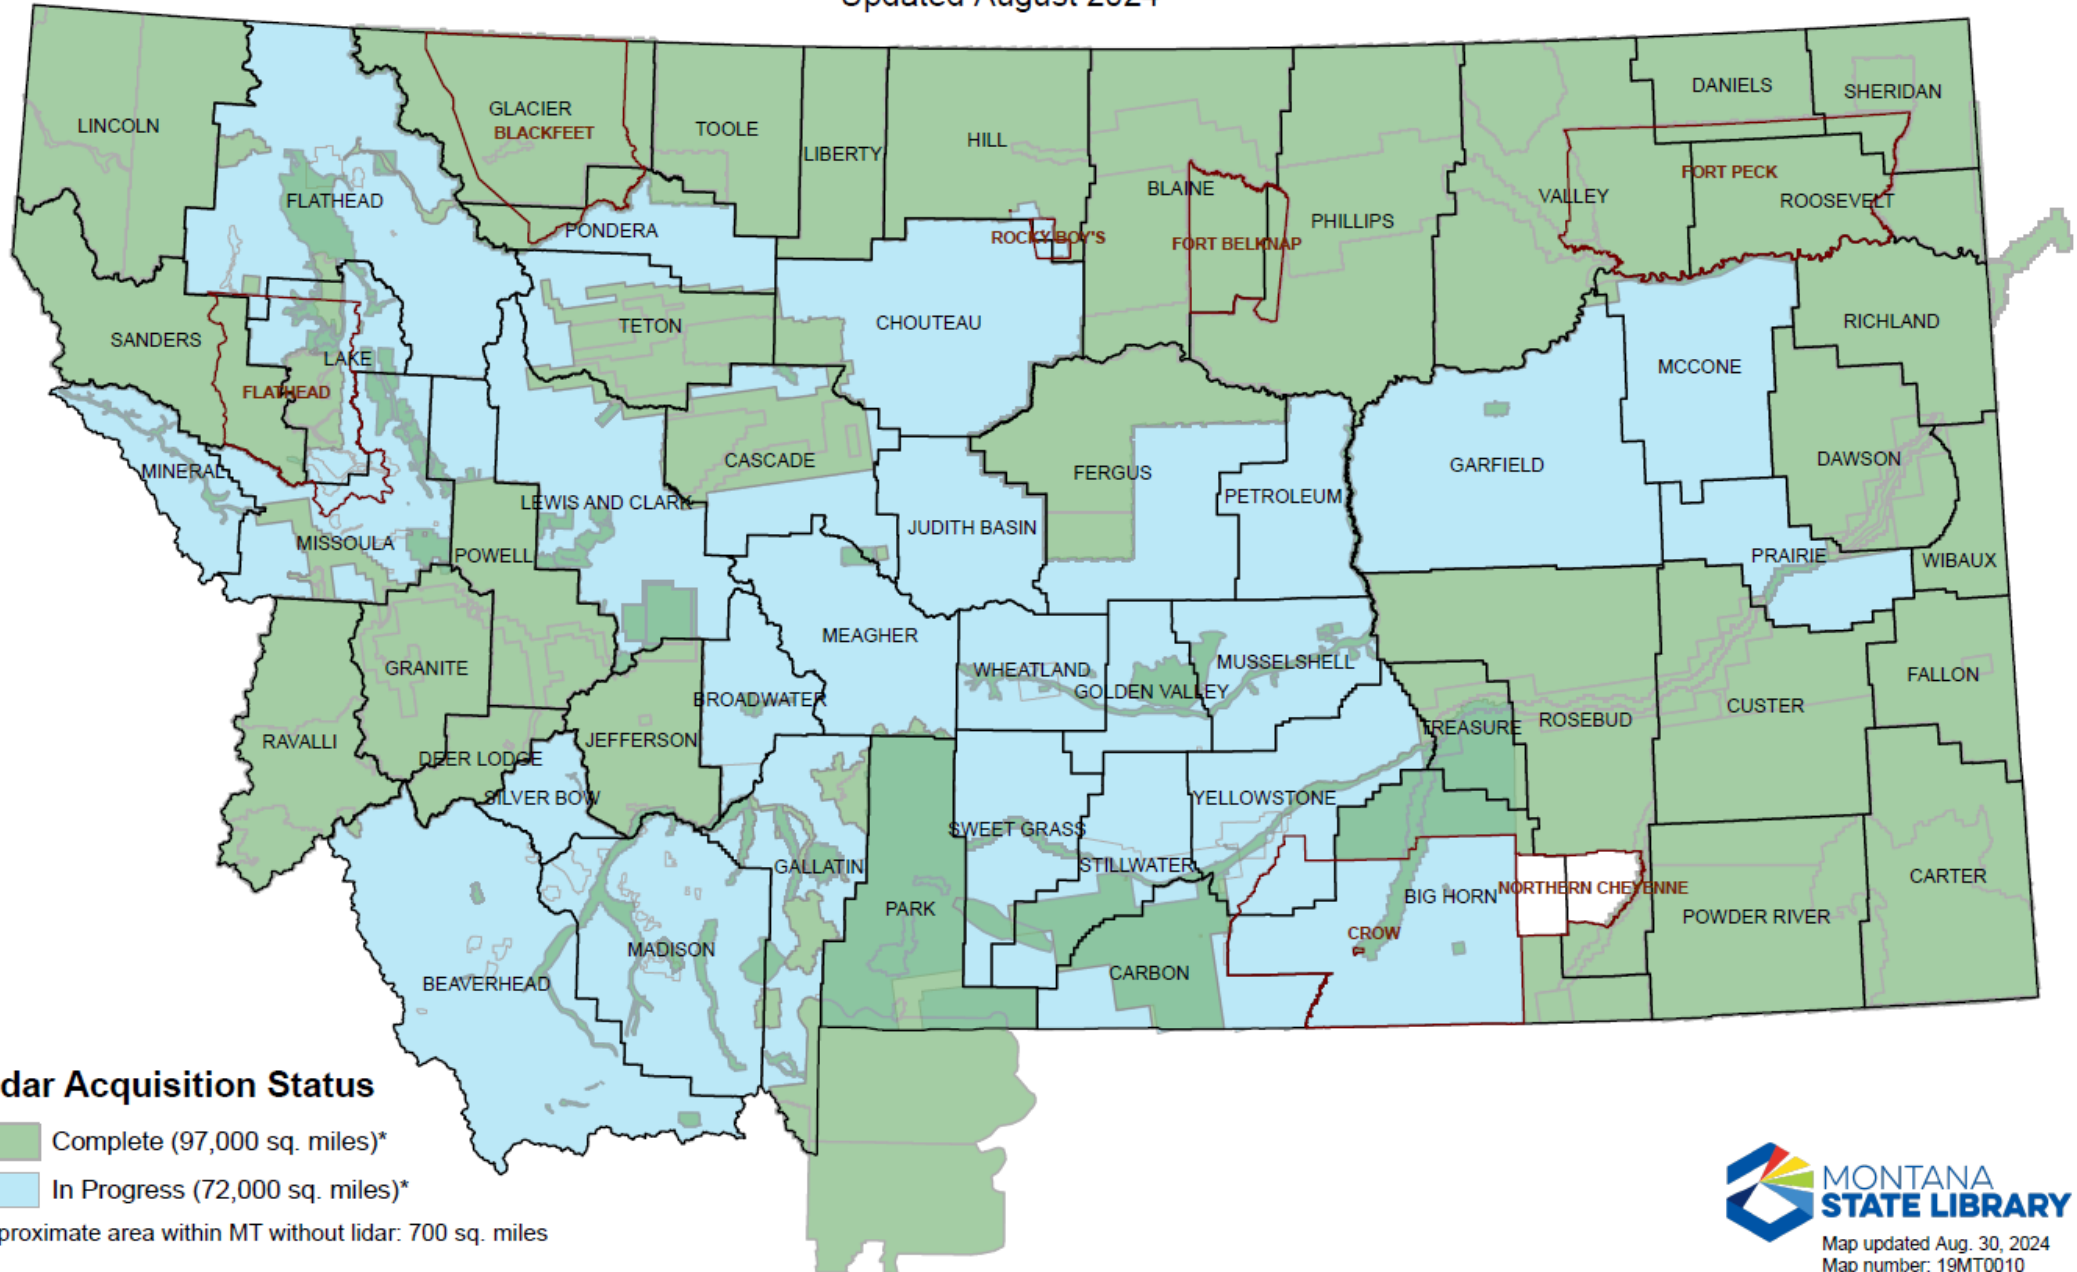 Updated August 2024
LINCOLN
GLACIER
BLACKFEET
TOOLE
LIBERTY
HILL
DANIELS
SHERIDAN
FLATHEAD
PONDERA
ROCKY BOY'S
BLAINE
FORT BELKNAP
PHILLIPS
VALLEY
FORT PECK
ROOSEVELT
SANDERS
LAKE
FLATHEAD
TETON
CHOUTEAU
RICHLAND
MCCONE
MINERAL
CASCADE
FERGUS
GARFIELD
DAWSON
LEWIS AND CLARK
PETROLEUM
JUDITH BASIN
MISSOULA
POWELL
PRAIRIE
WIBAUX
MEAGHER
GRANITE
WHEATLAND
MUSSELSHELL
GOLDEN VALLEY
FALLON
BROADWATER
CUSTER
RAVALLI
JEFFERSON
TREASURE
ROSEBUD
DEER LODGE
SILVER BOW
YELLOWSTONE
SWEET GRASS
GALLATIN
STILLWATER
CARTER
BIG HORN
NORTHERN CHEYENNE
PARK
POWDER RIVER
CROW
MADISON
CARBON
BEAVERHEAD
dar Acquisition Status
Complete (97,000 sq. miles)*
In Progress (72,000 sq. miles)*
proximate area within MT without lidar: 700 sq. miles
MONTANA
STATE LIBRARY
Map updated Aug. 30, 2024
Map number: 19MT0010